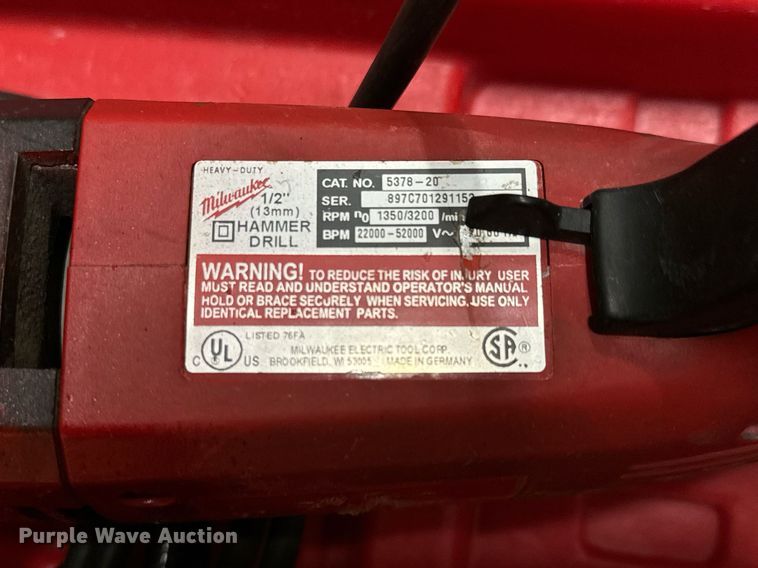 HEAVY-DUTY
Milwaukee
1/2"
(13mm)
HAMMER
DRILL
CAT. NO. 5378-20
SER. 897C70129115
RPM n0 1350/3200 /min
BPM 22000-52000 V~
WARNING! TO REDUCE THE RISK OF INJURY USER
MUST READ AND UNDERSTAND OPERATOR'S MANUAL
HOLD OR BRACE SECURELY WHEN SERVICING. USE ONLY
IDENTICAL REPLACEMENT PARTS.
LISTED 76FA
C UL US
MILWAUKEE ELECTRIC TOOL CORP.
BROOKFIELD, WI 53005 MADE IN GERMANY
SA ®
Purple Wave Auction